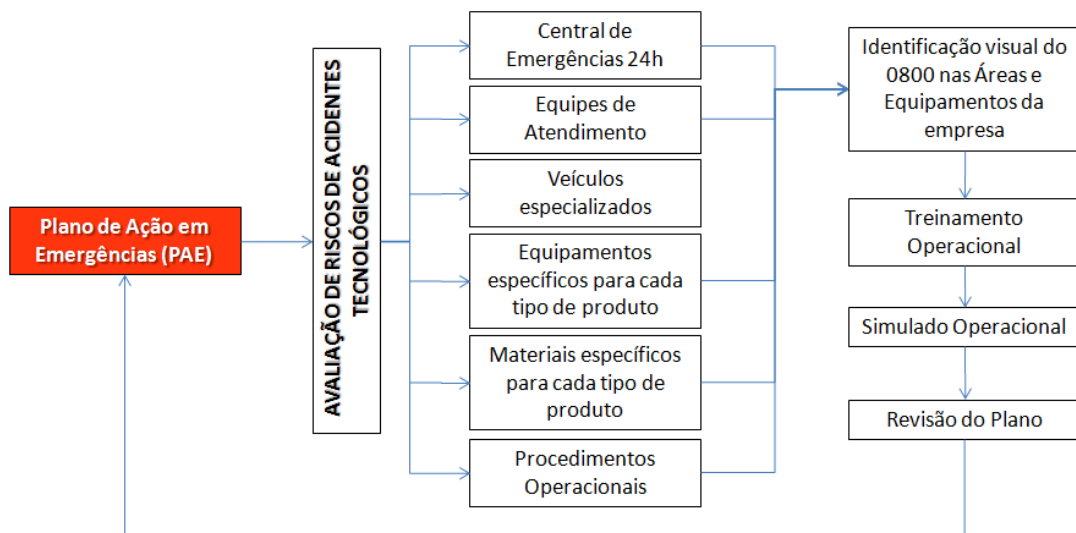 Plano de Ação em
Emergências (PAE)
AVALIAÇÃO DE RISCOS DE ACIDENTES
TECNOLÓGICOS
Central de
Emergências 24h
Equipes de
Atendimento
Veículos
especializados
Equipamentos
específicos para cada
tipo de produto
Materiais específicos
para cada tipo de
produto
Procedimentos
Operacionais
Identificação visual do
0800 nas Áreas e
Equipamentos da
empresa
Treinamento
Operacional
Simulado Operacional
Revisão do Plano